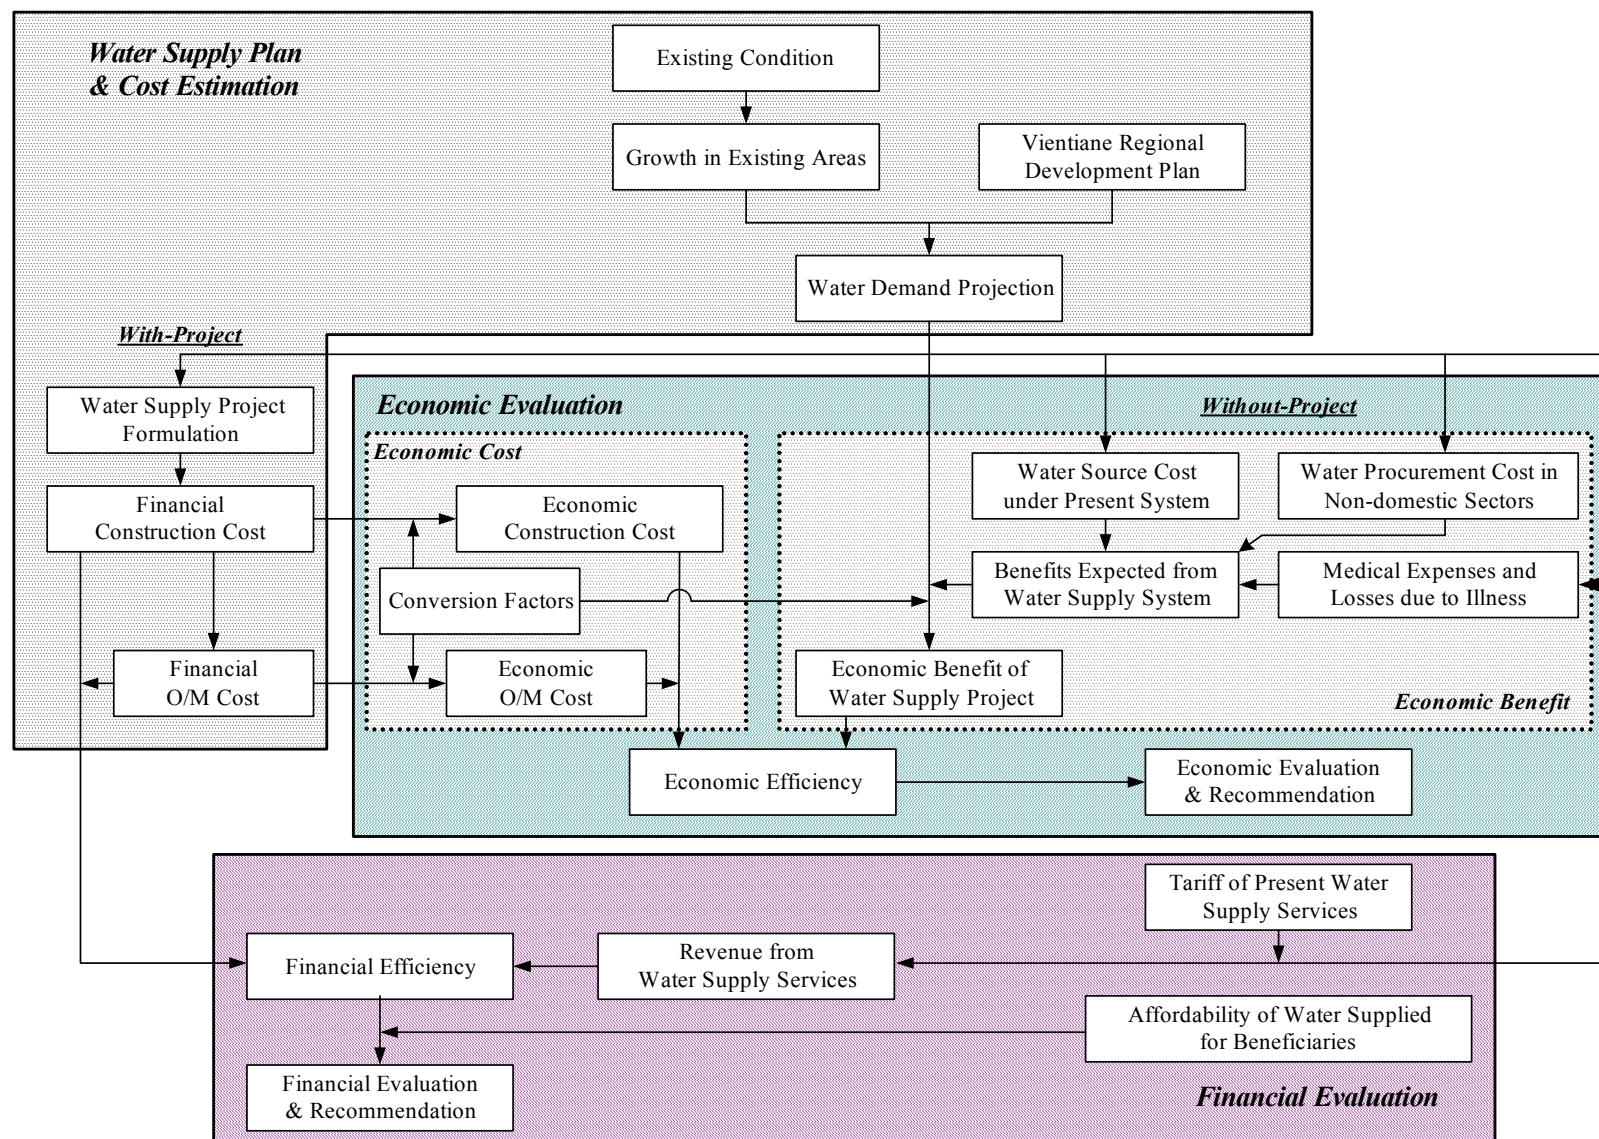 Water Supply Plan
& Cost Estimation
Existing Condition
Growth in Existing Areas
Vientiane Regional
Development Plan
Water Demand Projection
With-Project
Water Supply Project
Formulation
Financial
Construction Cost
Financial
O/M Cost
Economic Evaluation
Without-Project
Economic Cost
Economic
Construction Cost
Conversion Factors
Economic
O/M Cost
Water Source Cost
under Present System
Water Procurement Cost in
Non-domestic Sectors
Benefits Expected from
Water Supply System
Medical Expenses and
Losses due to Illness
Economic Benefit of
Water Supply Project
Economic Benefit
Economic Efficiency
Economic Evaluation
& Recommendation
Tariff of Present Water
Supply Services
Financial Efficiency
Revenue from
Water Supply Services
Affordability of Water Supplied
for Beneficiaries
Financial Evaluation
& Recommendation
Financial Evaluation